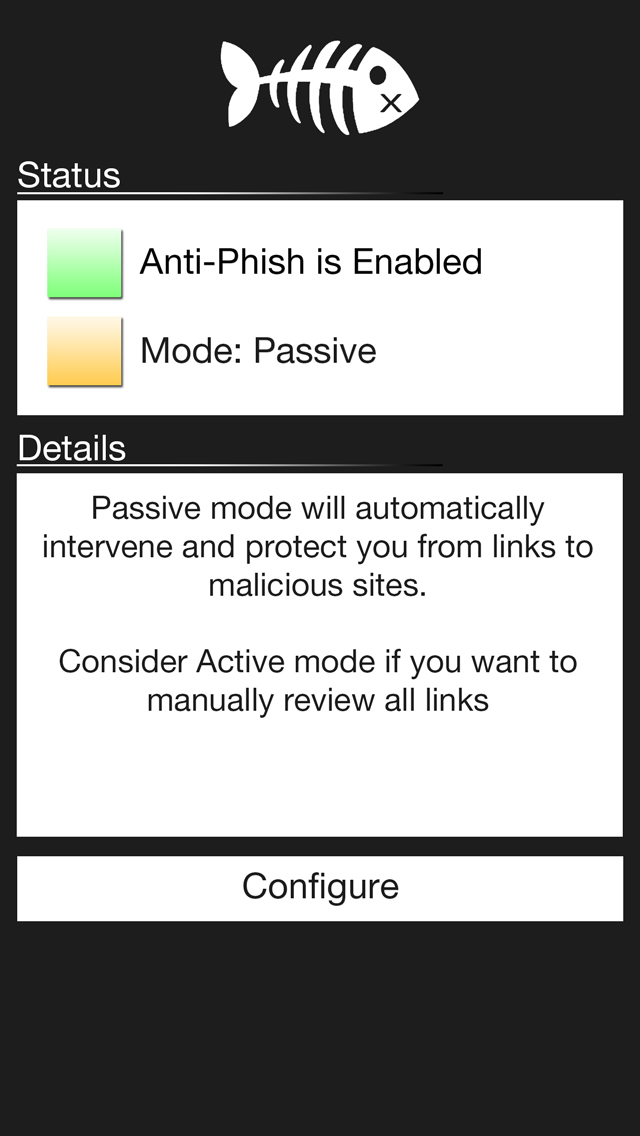 Status
Anti-Phish is Enabled
Mode: Passive
Details
Passive mode will automatically
intervene and protect you from links to
malicious sites.
Consider Active mode if you want to
manually review all links
Configure